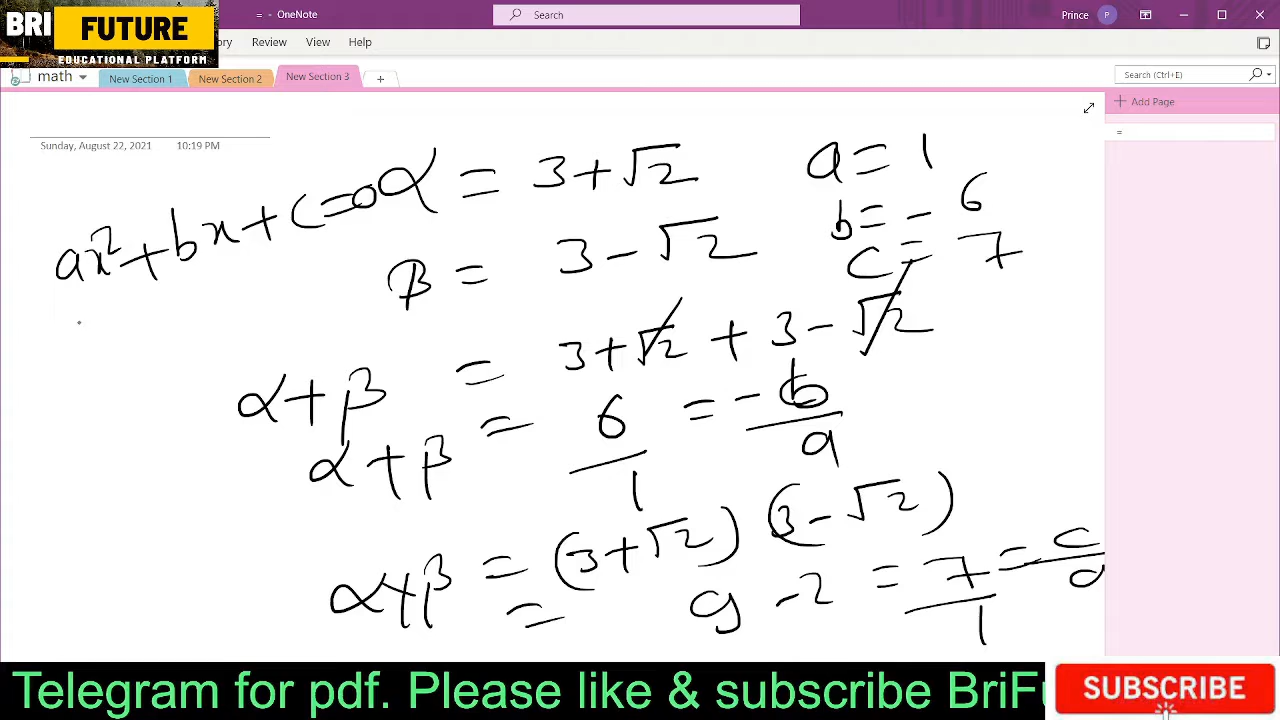 BRI FUTURE
EDUCATIONAL PLATFORM
= - OneNote
Search
Prince P
Review View Help
math New Section 1 New Section 2 New Section 3 +
Search (Ctrl+E)
+ Add Page
=
Sunday, August 22, 2021 10:19 PM
ax²+bx+c=0
α = 3+√2
β = 3-√2
a=1
b=-6
c=7
α+β = 3+√2 + 3-√2
α+β = 6/1 = -b/a
α+β = (3+√2) (3-√2)
= 9-2 = 7/1 = c/a
Telegram for pdf. Please like & subscribe
SUBSCRIBE